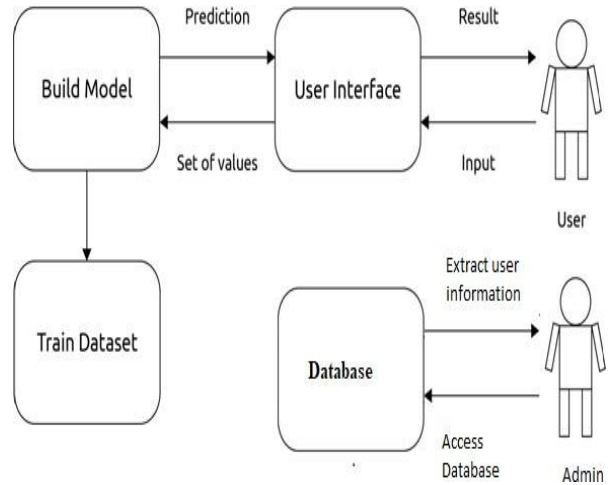 Prediction
Result
Build Model
User Interface
Set of values
Input
User
Extract user
information
Train Dataset
Database
Access
Database
Admin